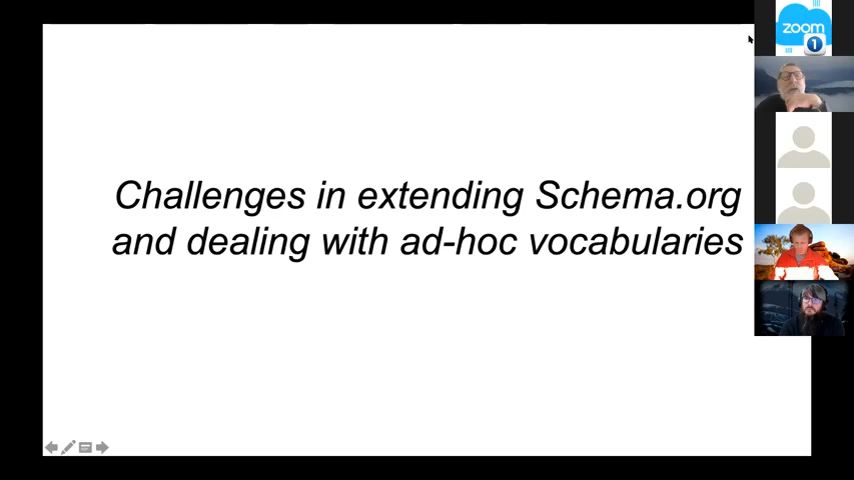 Challenges in extending Schema.org
and dealing with ad-hoc vocabularies
zoom
1